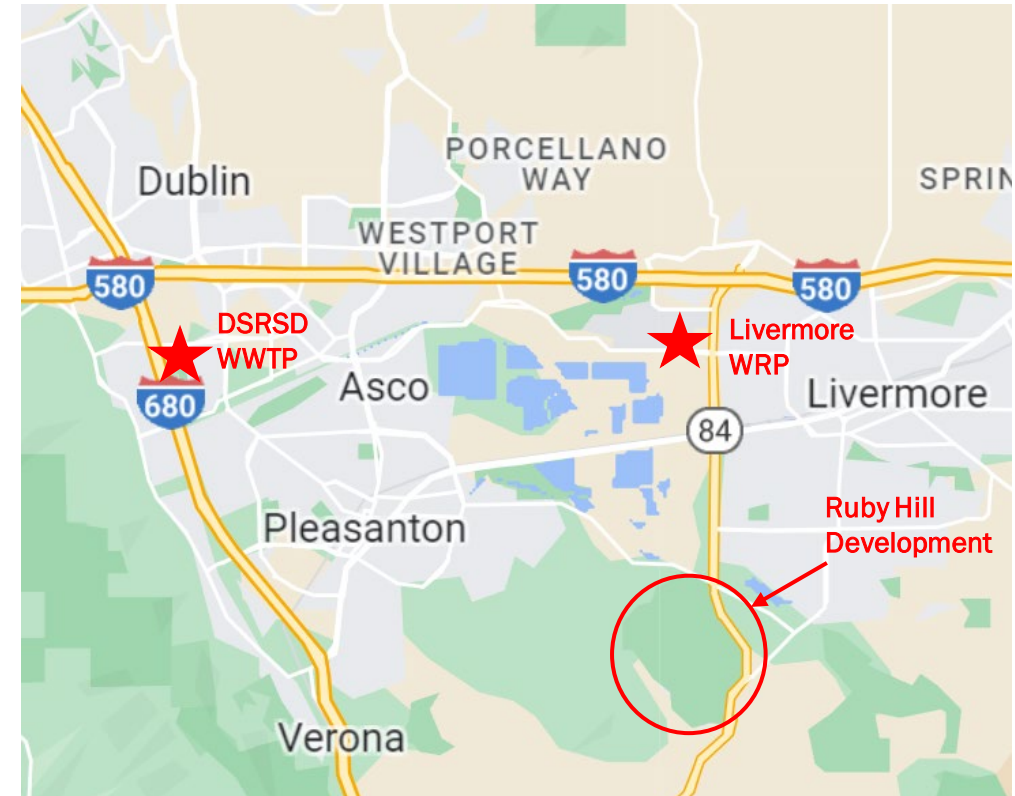 PORCELLANO
WAY
Dublin
SPRIN
WESTPORT
VILLAGE
580
580
580
DSRSD
WWTP
Livermore
WRP
Asco
680
Livermore
84
Ruby Hill
Development
Pleasanton
Verona